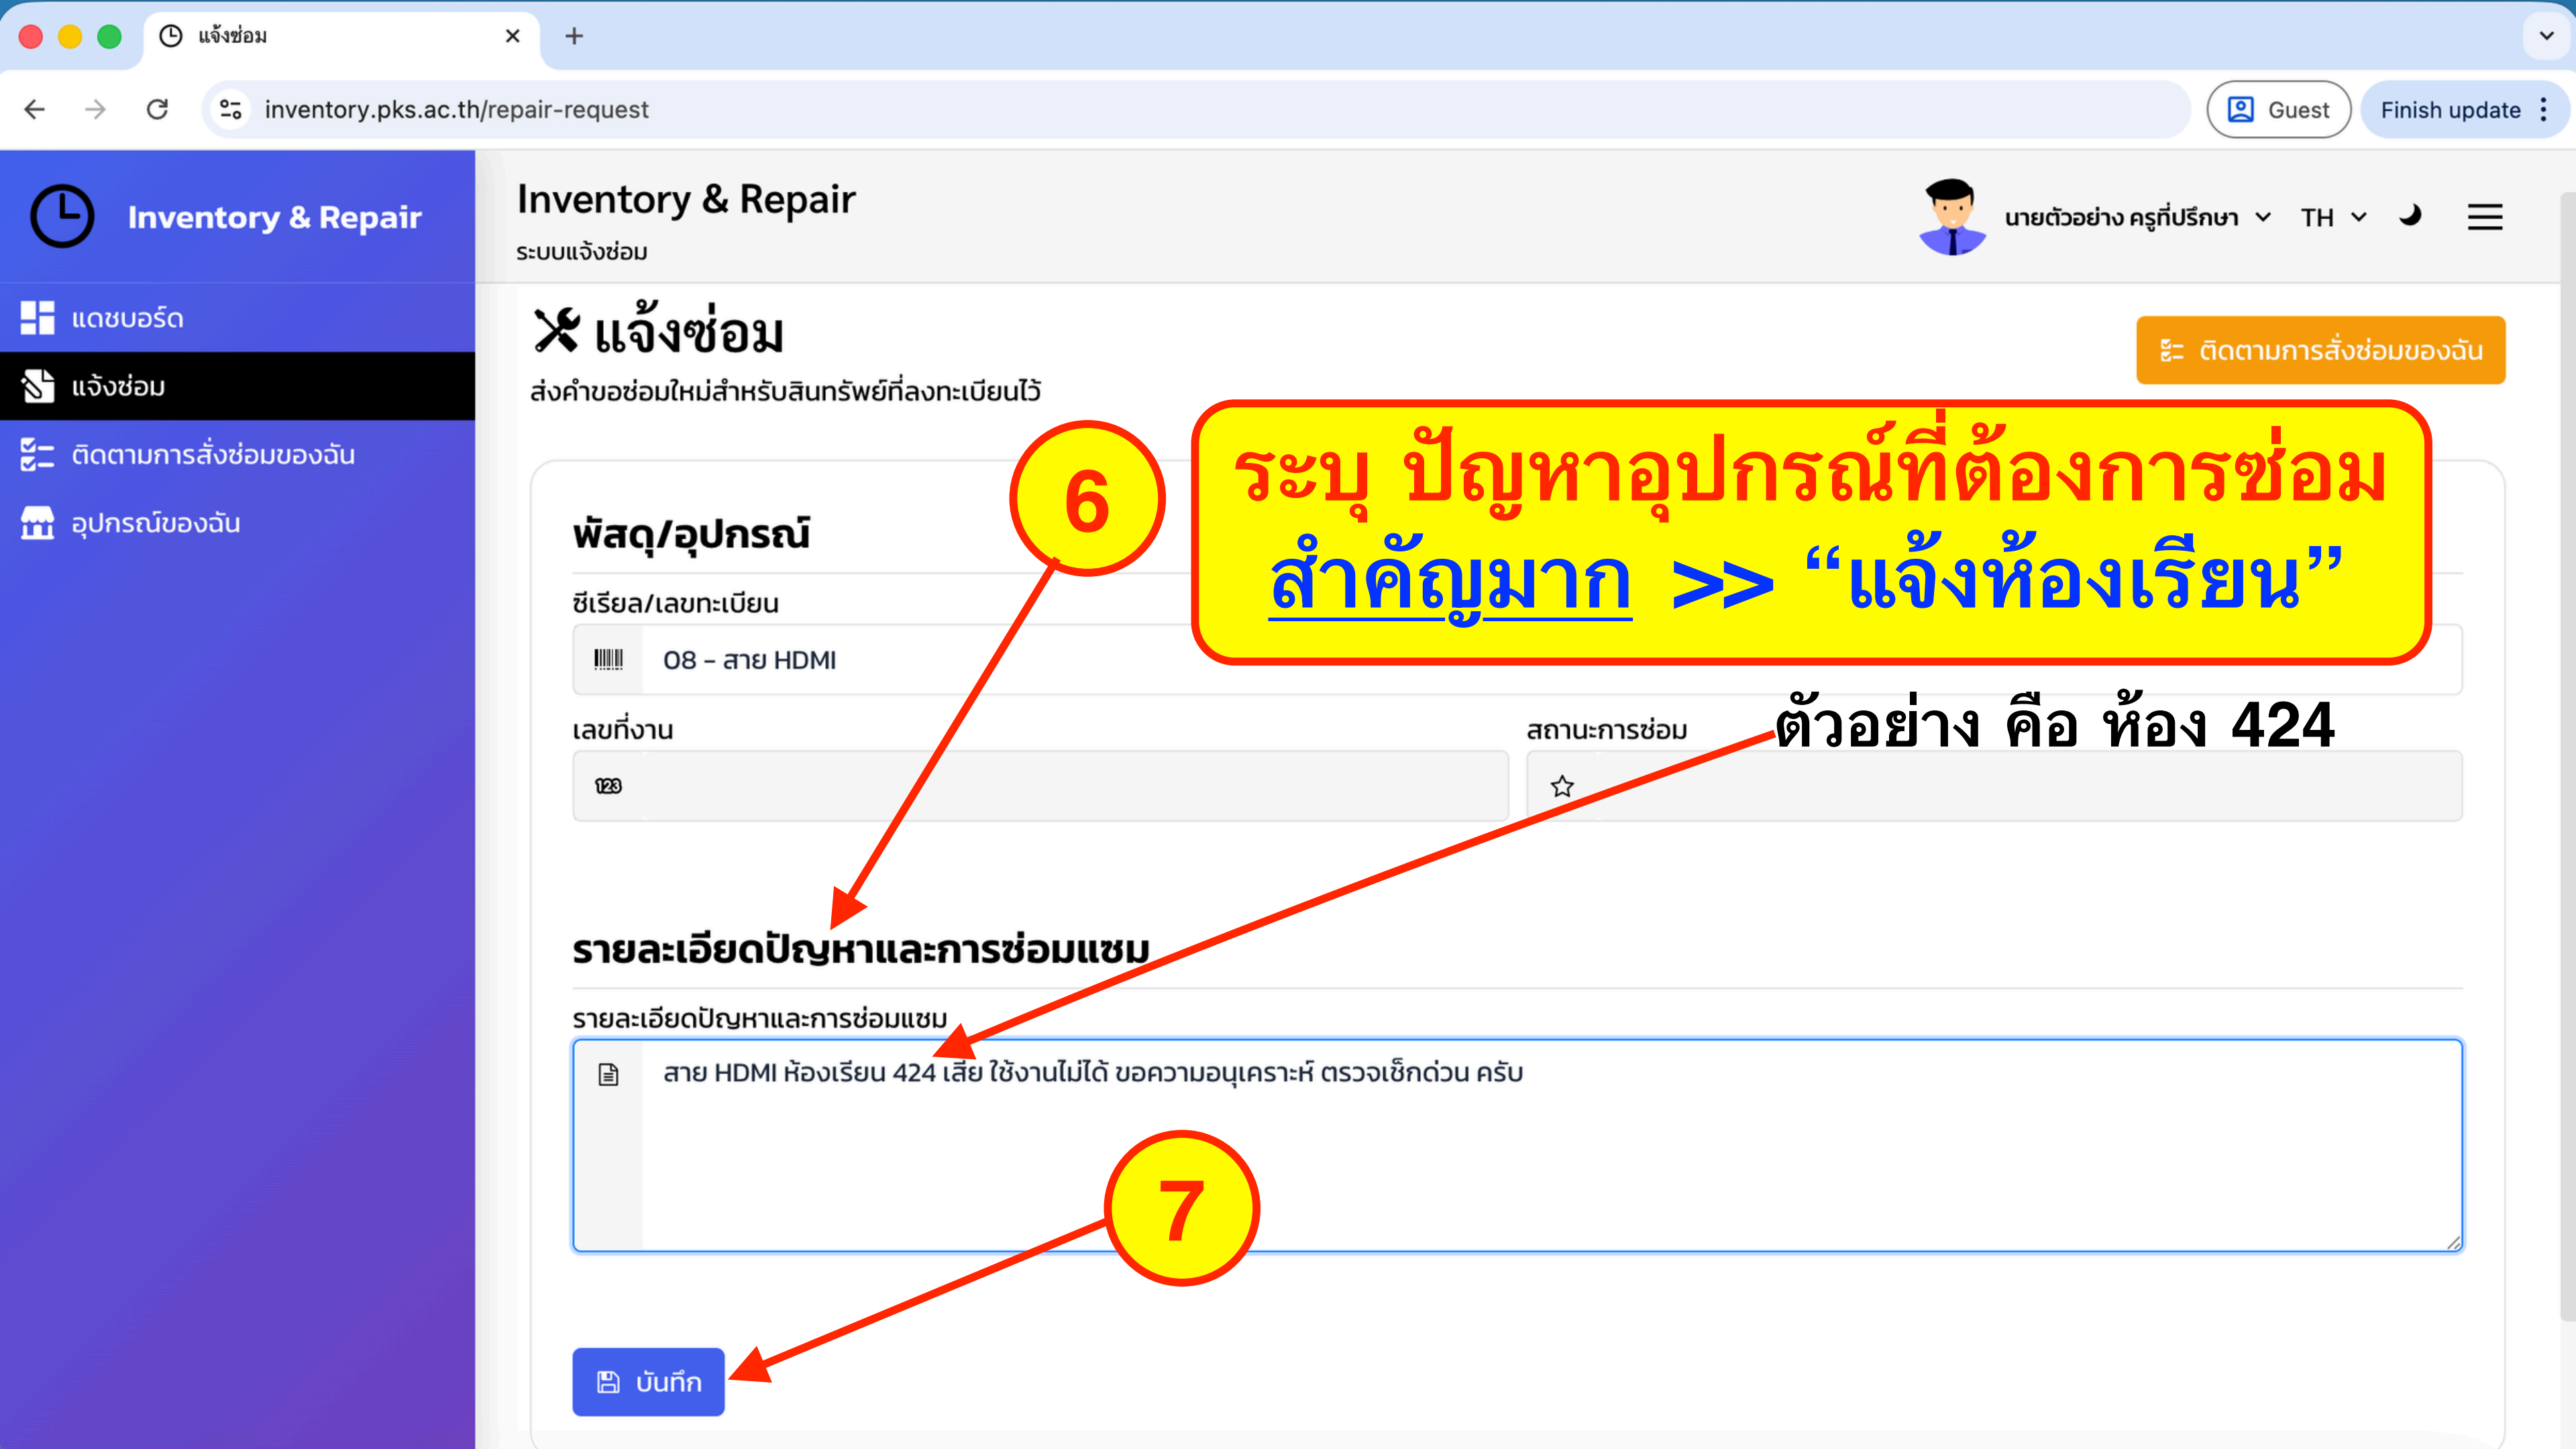 แจ้งซ่อม
inventory.pks.ac.th/repair-request
Guest
Finish update
Inventory & Repair
แดชบอร์ด
แจ้งซ่อม
ติดตามการสั่งซ่อมของฉัน
อุปกรณ์ของฉัน
Inventory & Repair
ระบบแจ้งซ่อม
นายตัวอย่าง ครูที่ปรึกษา
TH
แจ้งซ่อม
ส่งคำขอซ่อมใหม่สำหรับสินทรัพย์ที่ลงทะเบียนไว้
ติดตามการสั่งซ่อมของฉัน
6
ระบุ ปัญหาอุปกรณ์ที่ต้องการซ่อม
สำคัญมาก >> “แจ้งห้องเรียน”
พัสดุ/อุปกรณ์
ซีเรียล/เลขทะเบียน
08 - สาย HDMI
ตัวอย่าง คือ ห้อง 424
เลขที่งาน
สถานะการซ่อม
123
รายละเอียดปัญหาและการซ่อมแซม
รายละเอียดปัญหาและการซ่อมแซม
สาย HDMI ห้องเรียน 424 เสีย ใช้งานไม่ได้ ขอความอนุเคราะห์ ตรวจเช็กด่วน ครับ
7
บันทึก